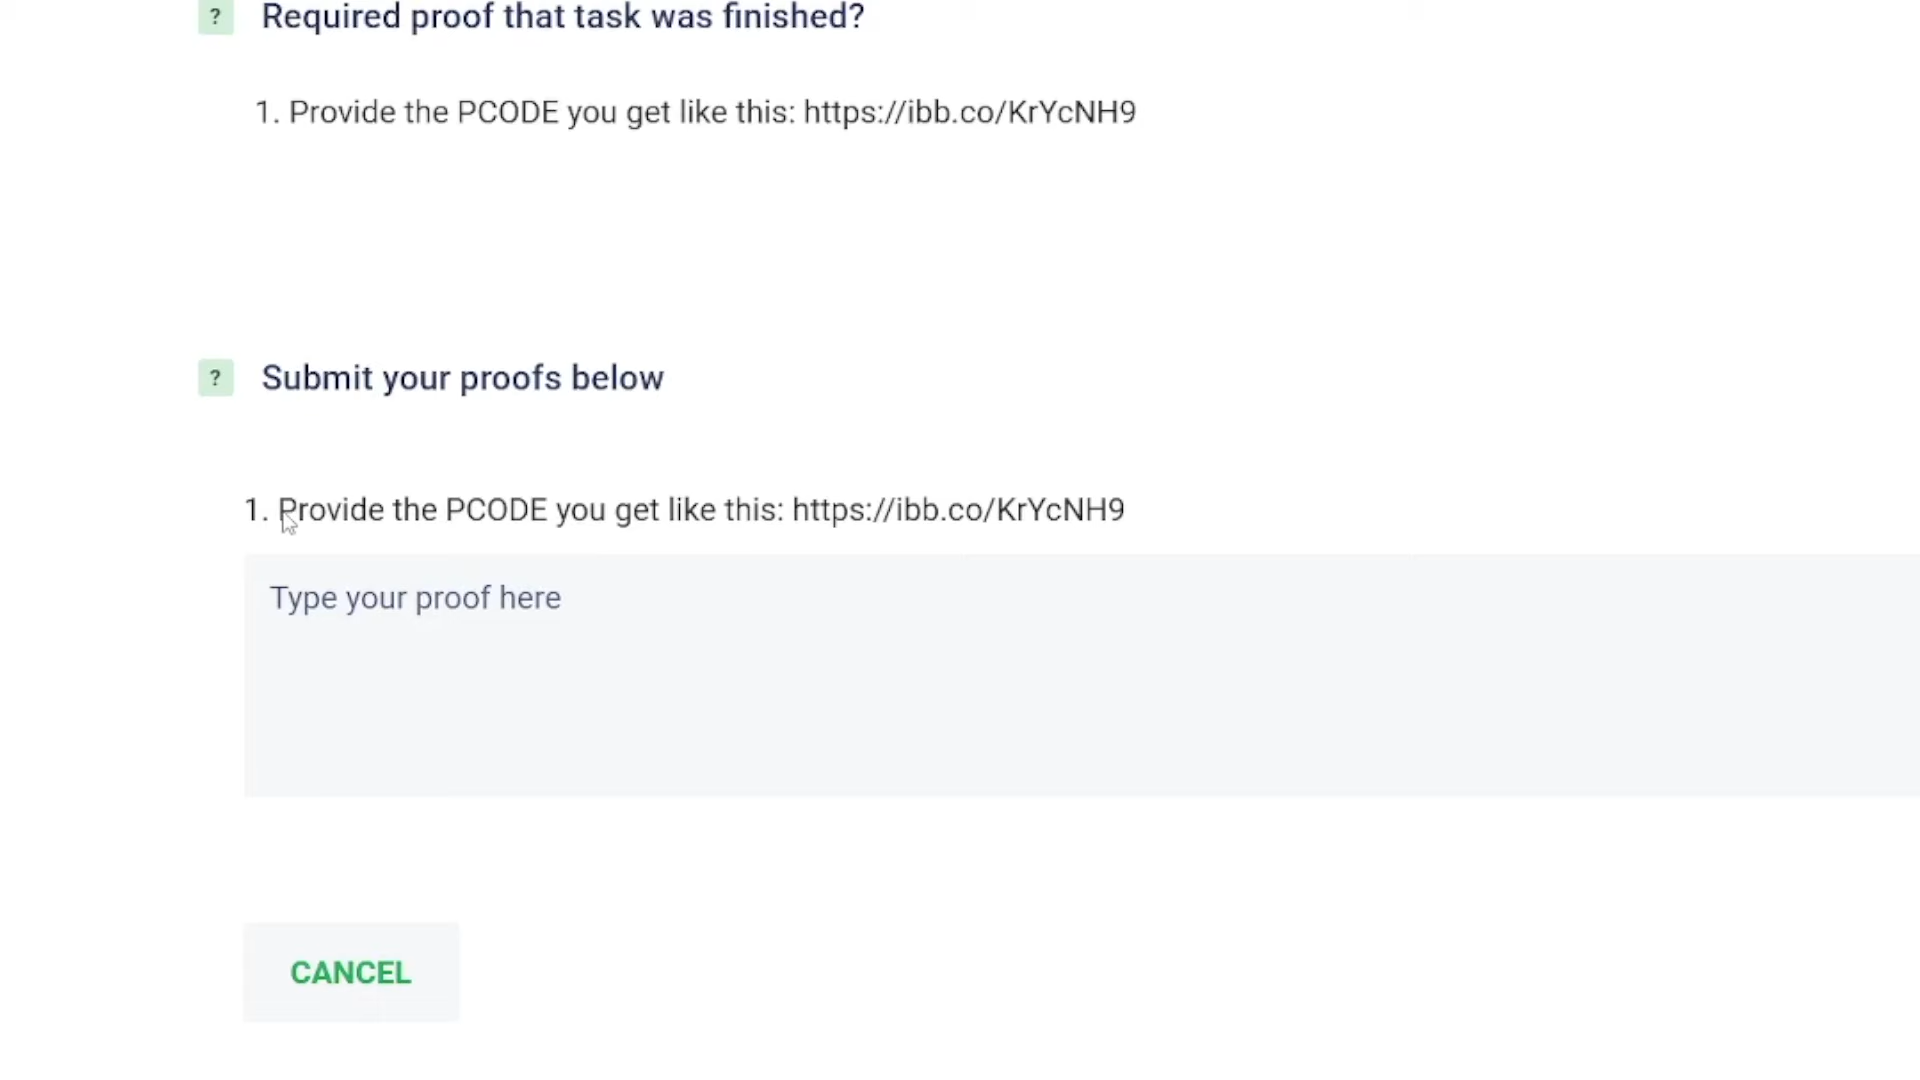 ? Required proof that task was finished?
1. Provide the PCODE you get like this: https://ibb.co/KrYcNH9
? Submit your proofs below
1. Provide the PCODE you get like this: https://ibb.co/KrYcNH9
Type your proof here
CANCEL